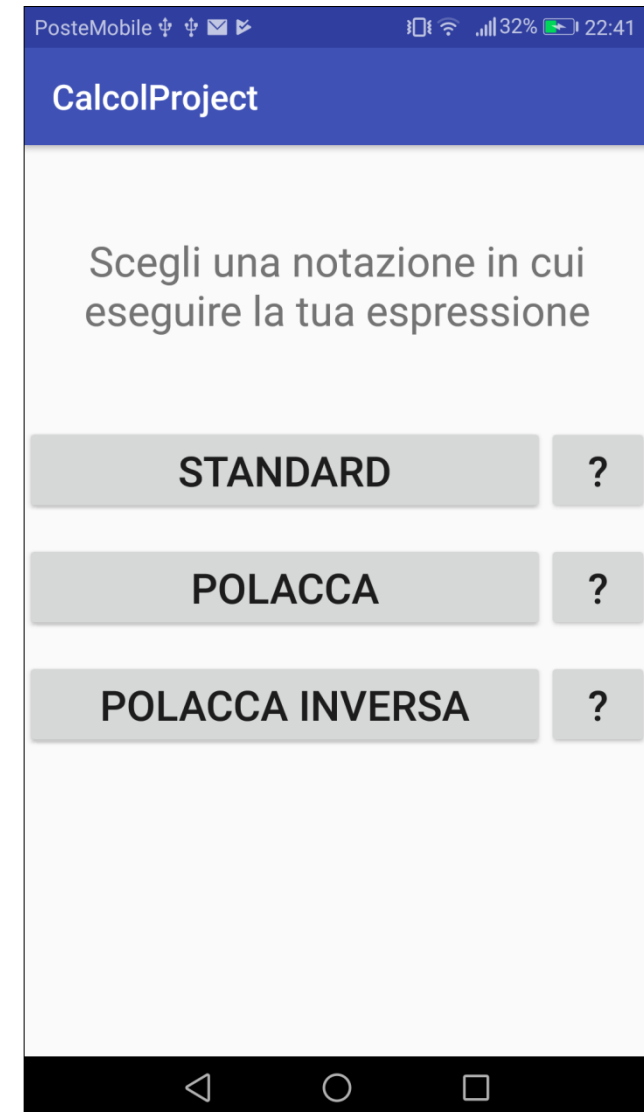 PosteMobile 32% 22:41
CalcolProject
Scegli una notazione in cui
eseguire la tua espressione
STANDARD ?
POLACCA ?
POLACCA INVERSA ?